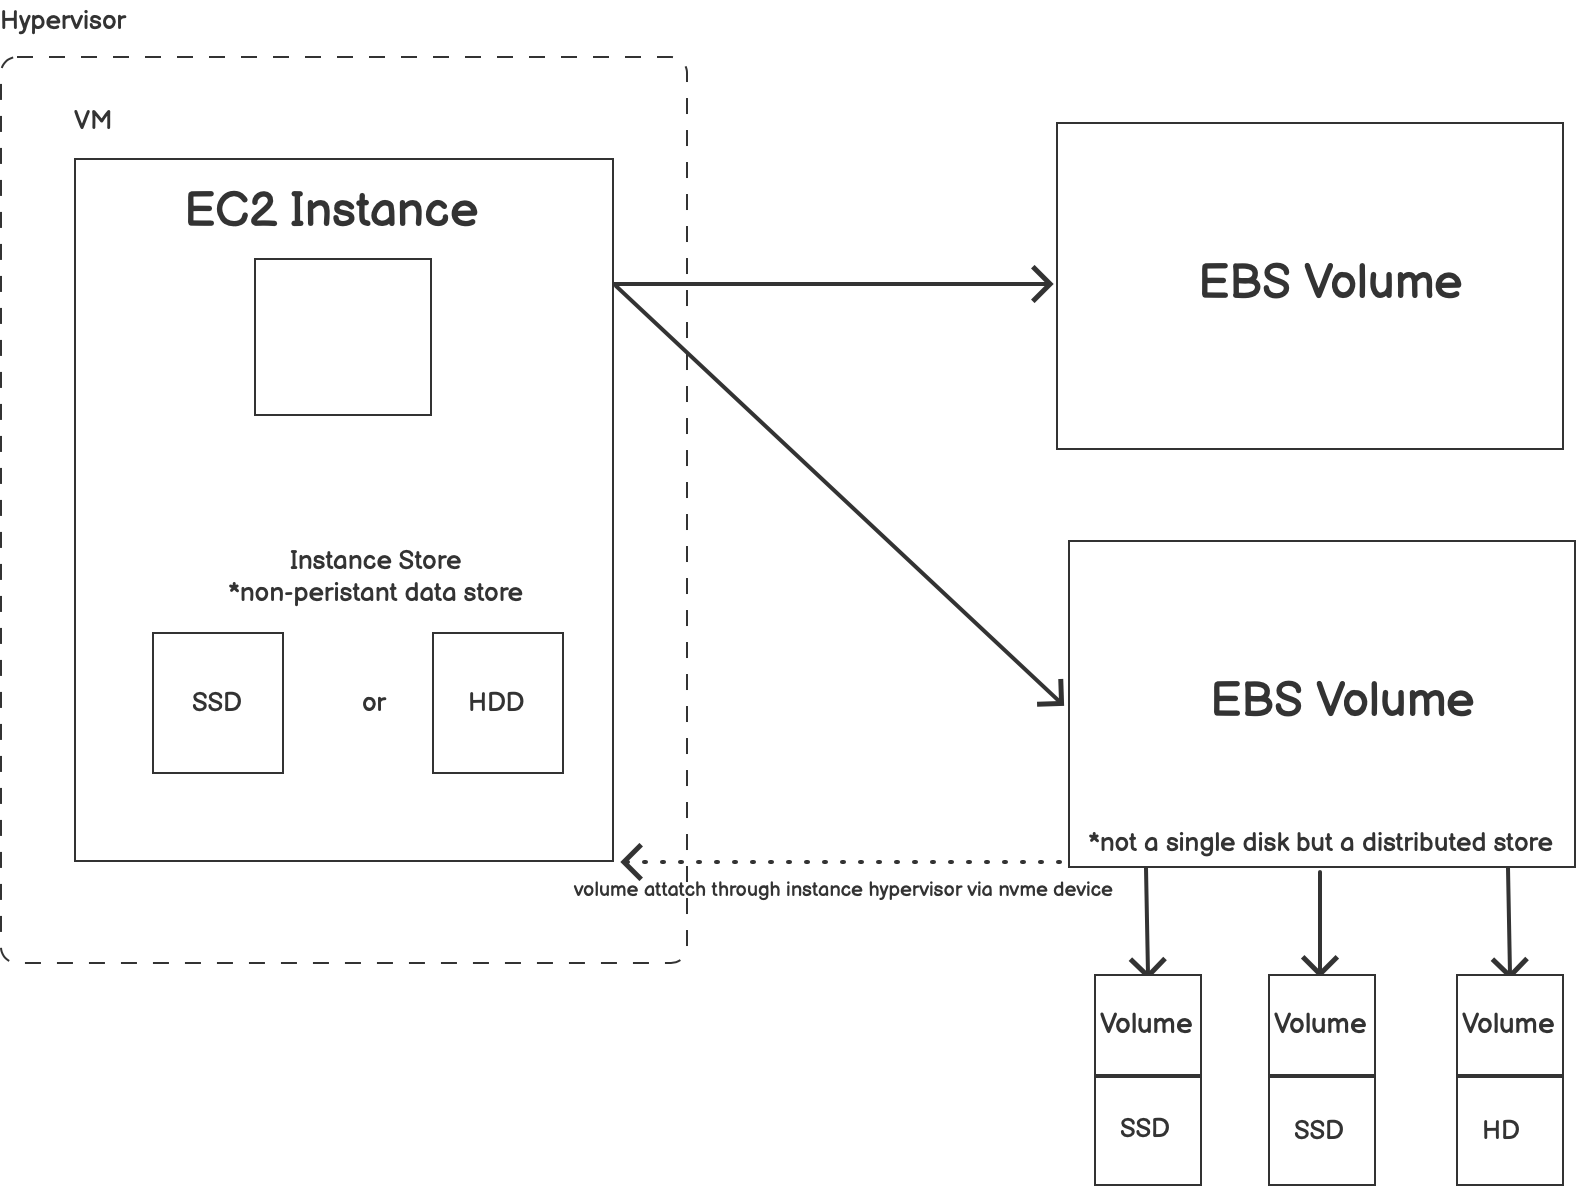 Hypervisor
VM
EC2 Instance
EBS Volume
Instance Store
*non-peristant data store
SSD
or
HDD
EBS Volume
*not a single disk but a distributed store
volume attatch through instance hypervisor via nvme device
Volume
Volume
Volume
SSD
SSD
HD